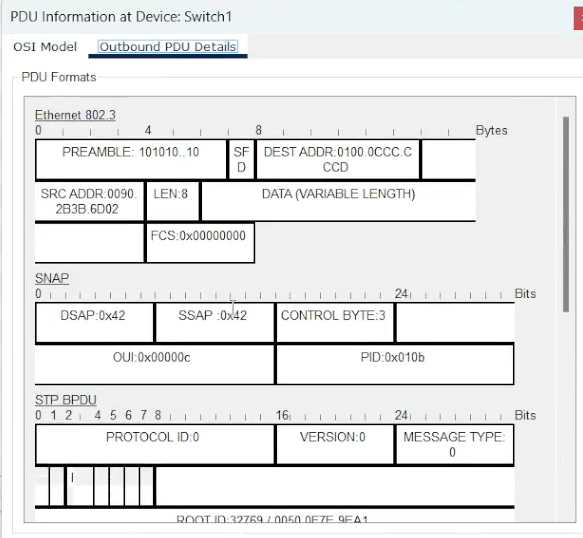 PDU Information at Device: Switch1
OSI Model Outbound PDU Details
PDU Formats
Ethernet 802.3
0 4 8 Bytes
PREAMBLE: 101010..10 SF D DEST ADDR:0100.0CCC.C CCD
SRC ADDR:0090. 2B3B.6D02 LEN:8 DATA (VARIABLE LENGTH)
FCS:0x00000000
SNAP
0 24 Bits
DSAP:0x42 SSAP :0x42 CONTROL BYTE:3
OUI:0x00000c PID:0x010b
STP BPDU
0 1 2 4 5 6 7 8 16 24 Bits
PROTOCOL ID:0 VERSION:0 MESSAGE TYPE: 0
ROOT ID:32769 / 0050.0F7E.9EA1